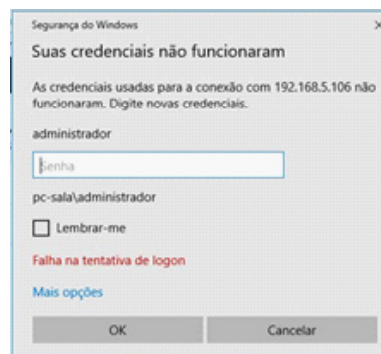 Segurança do Windows
Suas credenciais não funcionaram
As credenciais usadas para a conexão com 192.168.5.106 não
funcionaram. Digite novas credenciais.
administrador
Senha
pc-sala\administrador
Lembrar-me
Falha na tentativa de logon
Mais opções
OK
Cancelar